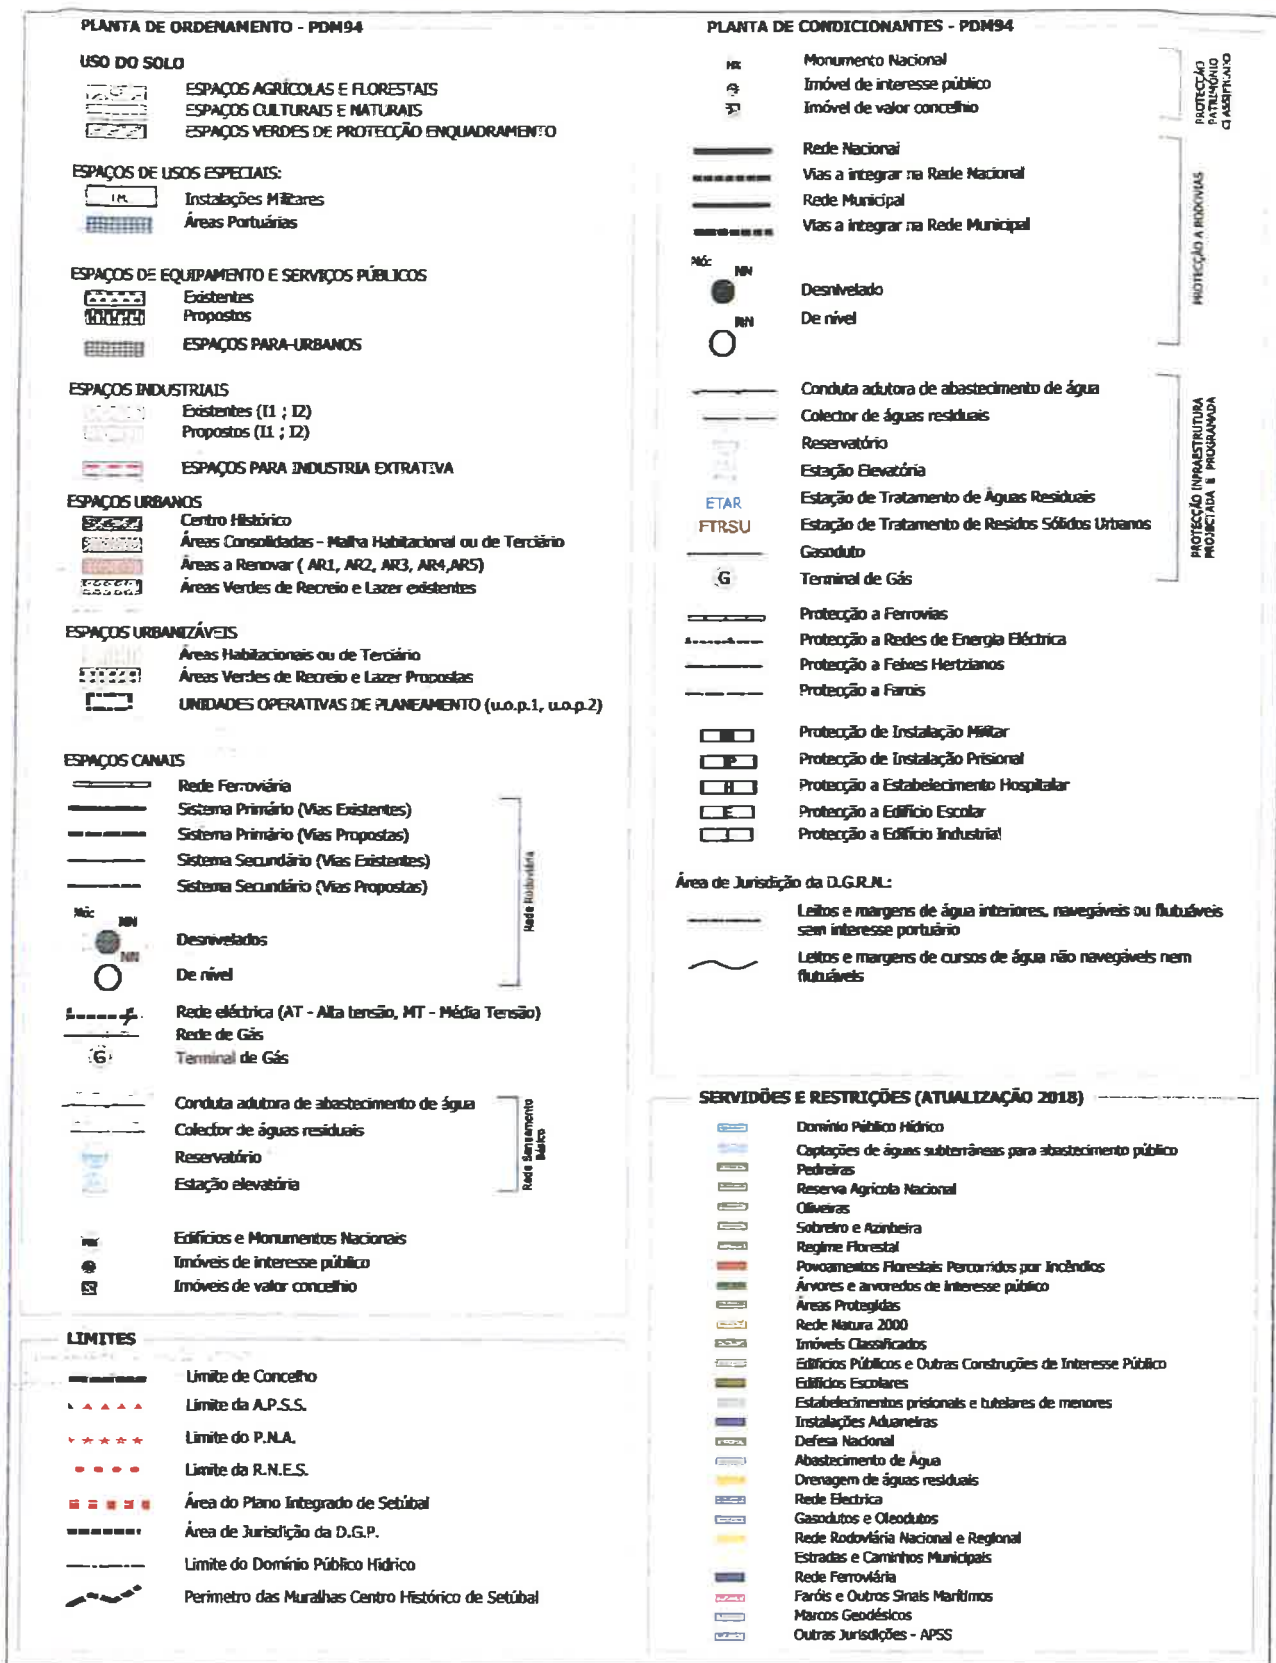 PLANTA DE ORDENAMENTO - PDM94
USO DO SOLO
ESPAÇOS AGRÍCOLAS E FLORESTAIS
ESPAÇOS CULTURAIS E NATURAIS
ESPAÇOS VERDES DE PROTECÇÃO ENQUADRAMENTO
ESPAÇOS DE USOS ESPECIAIS:
Instalações Militares
Áreas Portuárias
ESPAÇOS DE EQUIPAMENTO E SERVIÇOS PÚBLICOS
Existentes
Propostos
ESPAÇOS PARA-URBANOS
ESPAÇOS INDUSTRIAIS
Existentes (I1 ; I2)
Propostos (I1 ; I2)
ESPAÇOS PARA INDUSTRIA EXTRATIVA
ESPAÇOS URBANOS
Centro Histórico
Áreas Consolidadas - Malha Habitacional ou de Terciário
Áreas a Renovar ( AR1, AR2, AR3, AR4,AR5)
Áreas Verdes de Recreio e Lazer existentes
ESPAÇOS URBANIZÁVEIS
Áreas Habitacionais ou de Terciário
Áreas Verdes de Recreio e Lazer Propostas
UNIDADES OPERATIVAS DE PLANEAMENTO (u.o.p.1, u.o.p.2)
ESPAÇOS CANAIS
Rede Ferroviária
Sistema Primário (Vias Existentes)
Sistema Primário (Vias Propostas)
Sistema Secundário (Vias Existentes)
Sistema Secundário (Vias Propostas)
Rede Rodoviária
NN
Desnivelados
NN
De nível
Rede eléctrica (AT - Alta tensão, MT - Média Tensão)
Rede de Gás
G
Terminal de Gás
Conduta adutora de abastecimento de água
Colector de águas residuais
Reservatório
Estação elevatória
Rede Saneamento
Básico
Edifícios e Monumentos Nacionais
Imóveis de interesse público
Imóveis de valor concelhio
LIMITES
Limite de Concelho
Limite da A.P.S.S.
Limite do P.N.A.
Limite da R.N.E.S.
Área do Plano Integrado de Setúbal
Área de Jurisdição da D.G.P.
Limite do Domínio Público Hídrico
Perímetro das Muralhas Centro Histórico de Setúbal
PLANTA DE CONDICIONANTES - PDM94
Monumento Nacional
Imóvel de interesse público
Imóvel de valor concelhio
PROTECÇÃO
PATRIMÓNIO
CLASSIFICADO
Rede Nacional
Vias a integrar na Rede Nacional
Rede Municipal
Vias a integrar na Rede Municipal
NN
Desnivelado
NN
De nível
PROTECÇÃO A RODOVIAS
Conduta adutora de abastecimento de água
Colector de águas residuais
Reservatório
Estação Elevatória
ETAR
Estação de Tratamento de Águas Residuais
FTRSU
Estação de Tratamento de Residos Sólidos Urbanos
Gasoduto
G
Terminal de Gás
PROTECÇÃO INFRAESTRUTURA
PROJECTADA E PROGRAMADA
Protecção a Ferrovias
Protecção a Redes de Energia Eléctrica
Protecção a Feixes Hertzianos
Protecção a Farois
Protecção de Instalação Militar
P
Protecção de Instalação Prisional
H
Protecção a Estabelecimento Hospitalar
E
Protecção a Edifício Escolar
I
Protecção a Edifício Industrial
Área de Jurisdição da D.G.R.N.:
Leitos e margens de água interiores, navegáveis ou flutuáveis
sem interesse portuário
Leitos e margens de cursos de água não navegáveis nem
flutuáveis
SERVIDÕES E RESTRIÇÕES (ATUALIZAÇÃO 2018)
Domínio Público Hídrico
Captações de águas subterrâneas para abastecimento público
Pedreiras
Reserva Agrícola Nacional
Oliveiras
Sobreiro e Azinheira
Regime Florestal
Povoamentos Florestais Percorridos por Incêndios
Árvores e arvoredos de interesse público
Áreas Protegidas
Rede Natura 2000
Imóveis Classificados
Edifícios Públicos e Outras Construções de Interesse Público
Edifícios Escolares
Estabelecimentos prisionais e tutelares de menores
Instalações Aduaneiras
Defesa Nacional
Abastecimento de Água
Drenagem de águas residuais
Rede Electrica
Gasodutos e Oleodutos
Rede Rodoviária Nacional e Regional
Estradas e Caminhos Municipais
Rede Ferroviária
Faróis e Outros Sinais Marítimos
Marcos Geodésicos
Outras Jurisdições - APSS